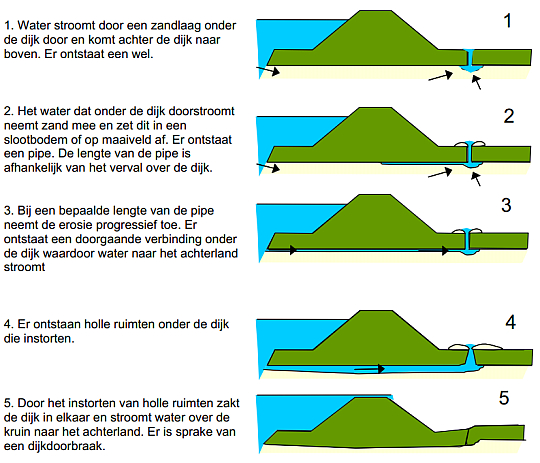 1. Water stroomt door een zandlaag onder
de dijk door en komt achter de dijk naar
boven. Er ontstaat een wel.
1
2. Het water dat onder de dijk doorstroomt
neemt zand mee en zet dit in een
slootbodem of op maaiveld af. Er ontstaat
een pipe. De lengte van de pipe is
afhankelijk van het verval over de dijk.
2
3. Bij een bepaalde lengte van de pipe
neemt de erosie progressief toe. Er
ontstaat een doorgaande verbinding onder
de dijk waardoor water naar het achterland
stroomt
3
4. Er ontstaan holle ruimten onder de dijk
die instorten.
4
5. Door het instorten van holle ruimten zakt
de dijk in elkaar en stroomt water over de
kruin naar het achterland. Er is sprake van
een dijkdoorbraak.
5